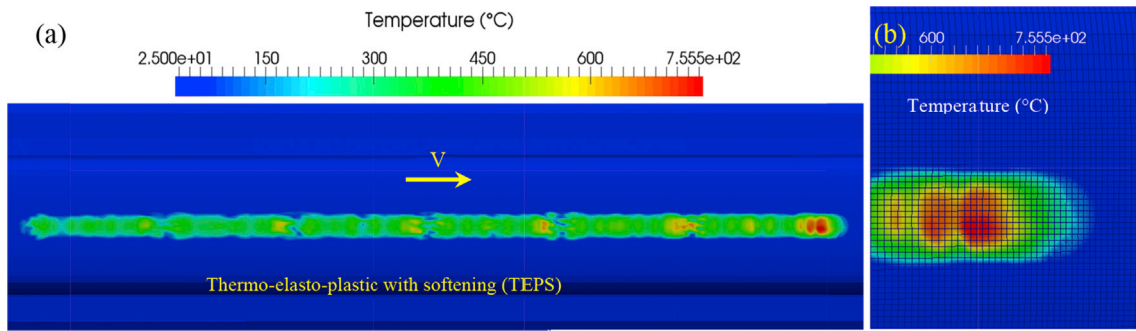 Temperature (°C)
(a)
2.500e+01 150 300 450 600 7.555e+02
V
Thermo-elasto-plastic with softening (TEPS)
(b)
600 7.555e+02
Temperature (°C)